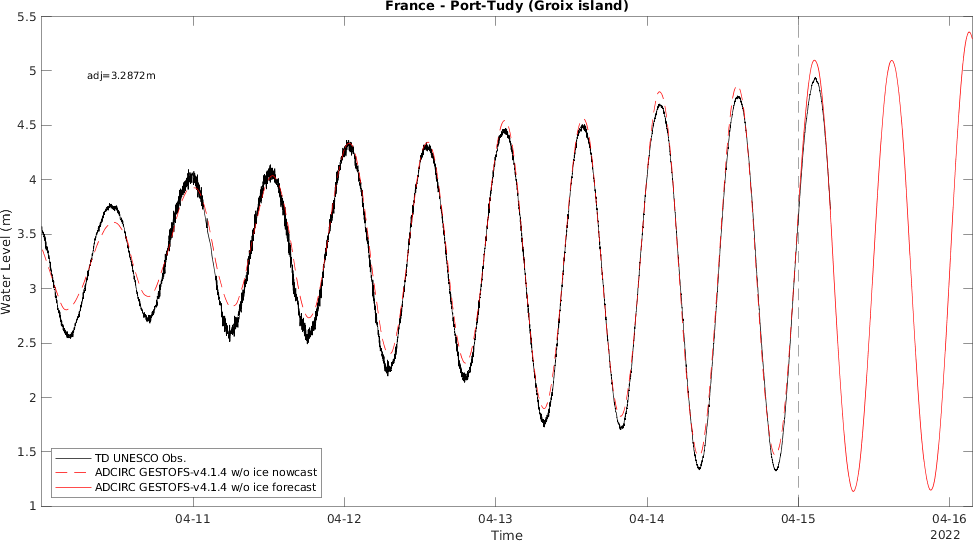 France - Port-Tudy (Groix island)
5.5
5
4.5
4
3.5
3
2.5
2
1.5
1
Water Level (m)
adj=3.2872m
TD UNESCO Obs.
ADCIRC GESTOFS-v4.1.4 w/o ice nowcast
ADCIRC GESTOFS-v4.1.4 w/o ice forecast
04-11 04-12 04-13 04-14 04-15 04-16
Time 2022